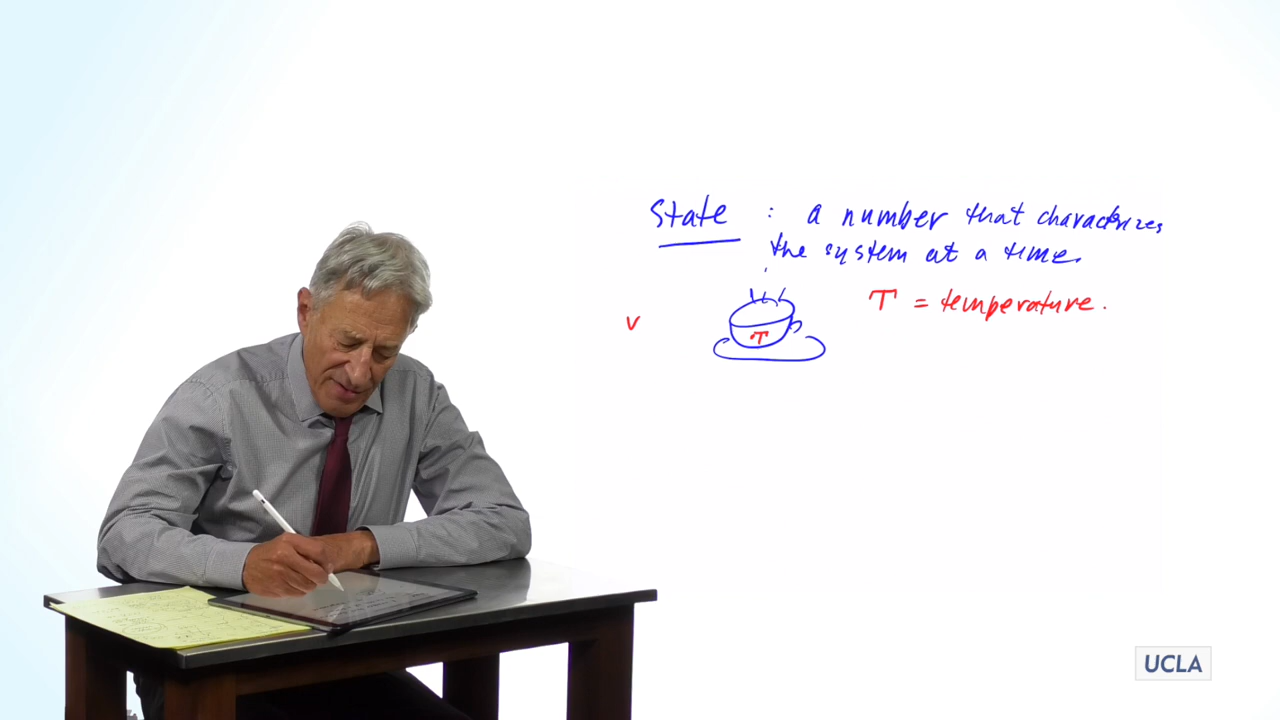 State : a number that characterizes
the system at a time.
T = temperature.
v
T
UCLA